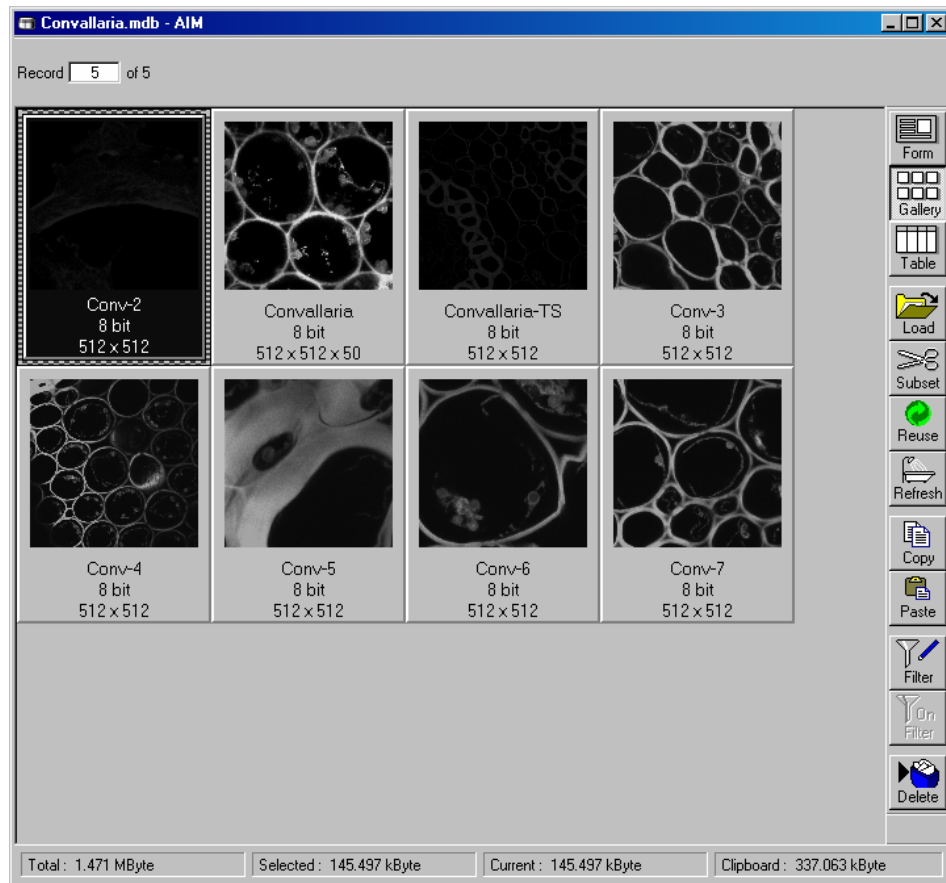 Convallaria.mdb - AIM
Record 5 of 5
Conv-2
8 bit
512 x 512
Convallaria
8 bit
512 x 512 x 50
Convallaria-TS
8 bit
512 x 512
Conv-3
8 bit
512 x 512
Conv-4
8 bit
512 x 512
Conv-5
8 bit
512 x 512
Conv-6
8 bit
512 x 512
Conv-7
8 bit
512 x 512
Form
Gallery
Table
Load
Subset
Reuse
Refresh
Copy
Paste
Filter
On
Filter
Delete
Total : 1.471 MByte
Selected : 145.497 kByte
Current : 145.497 kByte
Clipboard : 337.063 kByte